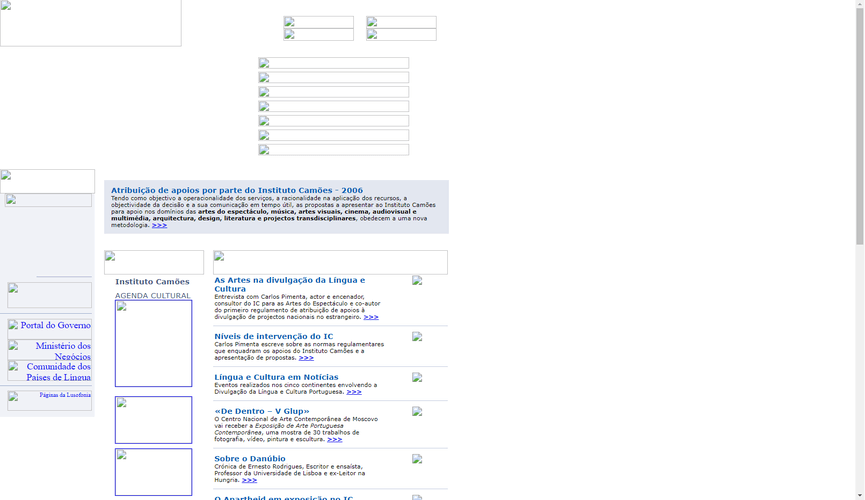 Atribuição de apoios por parte do Instituto Camões - 2006
Tendo como objectivo a operacionalidade dos serviços, a racionalidade na aplicação dos recursos, a
objectividade da decisão e a sua comunicação em tempo útil, as propostas a apresentar ao Instituto Camões
para apoio nos domínios das artes do espectáculo, música, artes visuais, cinema, audiovisual e
multimédia, arquitectura, design, literatura e projectos transdisciplinares, obedecem a uma nova
metodologia. >>>
Portal do Governo
Ministério dos
Negócios
Comunidade dos
Países de Língua
Páginas da Lusofonia
Instituto Camões
AGENDA CULTURAL
As Artes na divulgação da Língua e
Cultura
Entrevista com Carlos Pimenta, actor e encenador,
consultor do IC para as Artes do Espectáculo e co-autor
do primeiro regulamento de atribuição de apoios à
divulgação de projectos nacionais no estrangeiro. >>>
Níveis de intervenção do IC
Carlos Pimenta escreve sobre as normas regulamentares
que enquadram os apoios do Instituto Camões e a
apresentação de propostas. >>>
Língua e Cultura em Notícias
Eventos realizados nos cinco continentes envolvendo a
Divulgação da Língua e Cultura Portuguesa. >>>
«De Dentro – V Glup»
O Centro Nacional de Arte Contemporânea de Moscovo
vai receber a Exposição de Arte Portuguesa
Contemporânea, uma mostra de 30 trabalhos de
fotografia, vídeo, pintura e escultura. >>>
Sobre o Danúbio
Crónica de Ernesto Rodrigues, Escritor e ensaísta,
Professor da Universidade de Lisboa e ex-Leitor na
Hungria. >>>
O Apartheid em exposição no IC